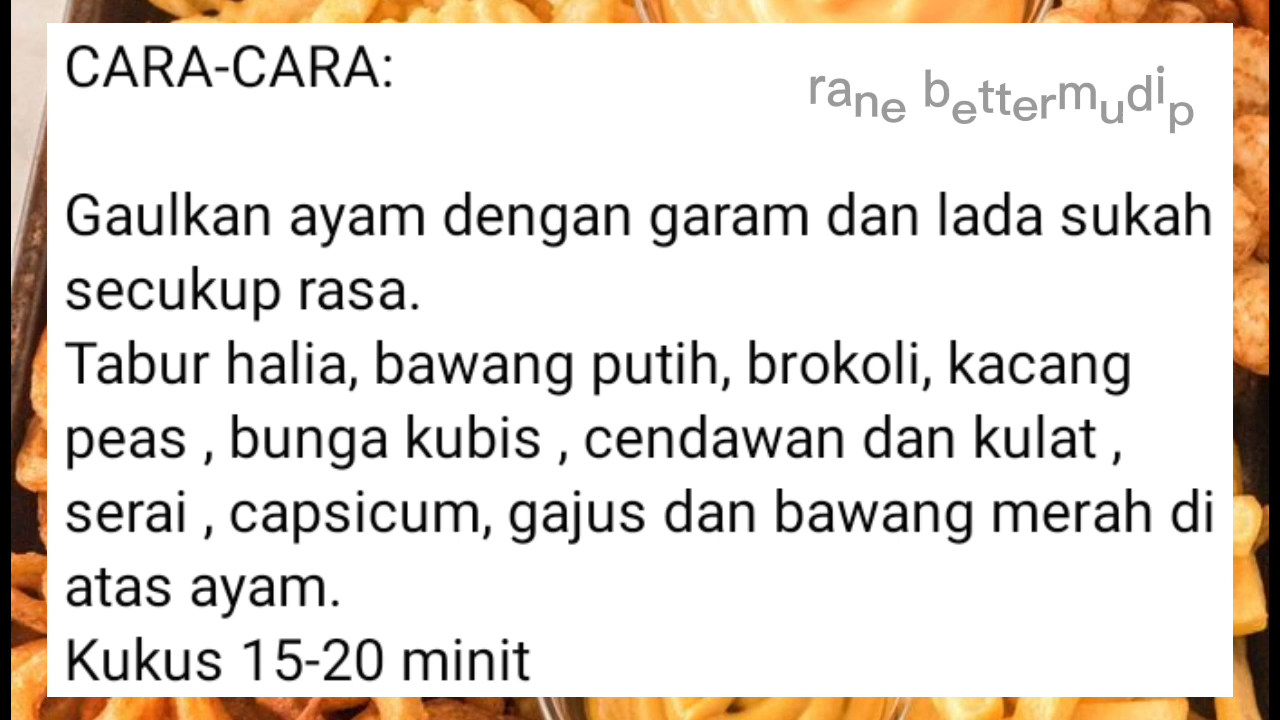 CARA-CARA:
rane bettermudip
Gaulkan ayam dengan garam dan lada sukah
secukup rasa.
Tabur halia, bawang putih, brokoli, kacang
peas , bunga kubis , cendawan dan kulat ,
serai , capsicum, gajus dan bawang merah di
atas ayam.
Kukus 15-20 minit